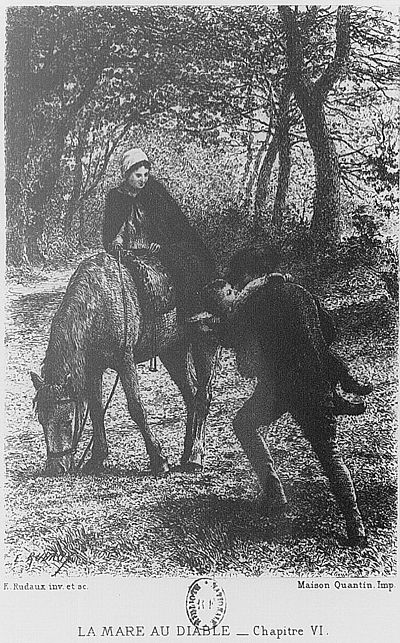 E. Rudaux inv. et sc.
Maison Quantin. Imp.
LA MARE AU DIABLE _ Chapitre VI.